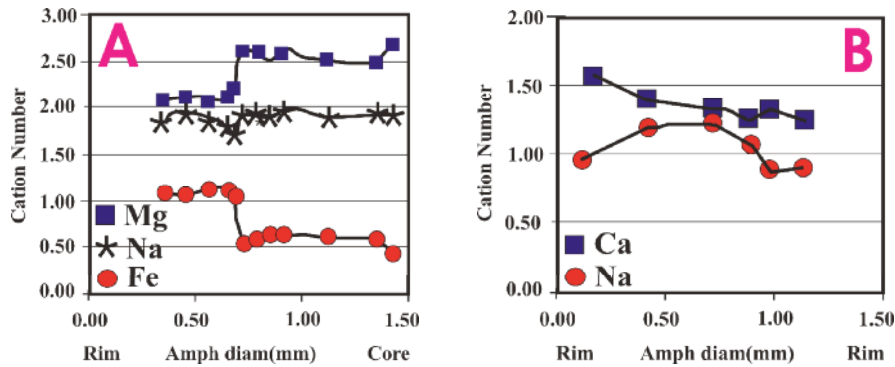 A
Cation Number
3.00
2.50
2.00
1.50
1.00
0.50
0.00
Mg
Na
Fe
0.00 0.50 1.00 1.50
Rim Amph diam(mm) Core
B
Cation Number
2.00
1.50
1.00
0.50
0.00
Ca
Na
0.00 0.50 1.00 1.50
Rim Amph diam(mm) Rim